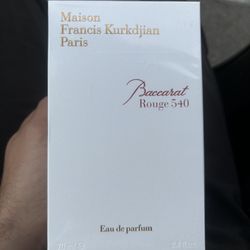 Maison
Francis Kurkdjian
Paris
Baccarat
Rouge 540
Eau de parfum